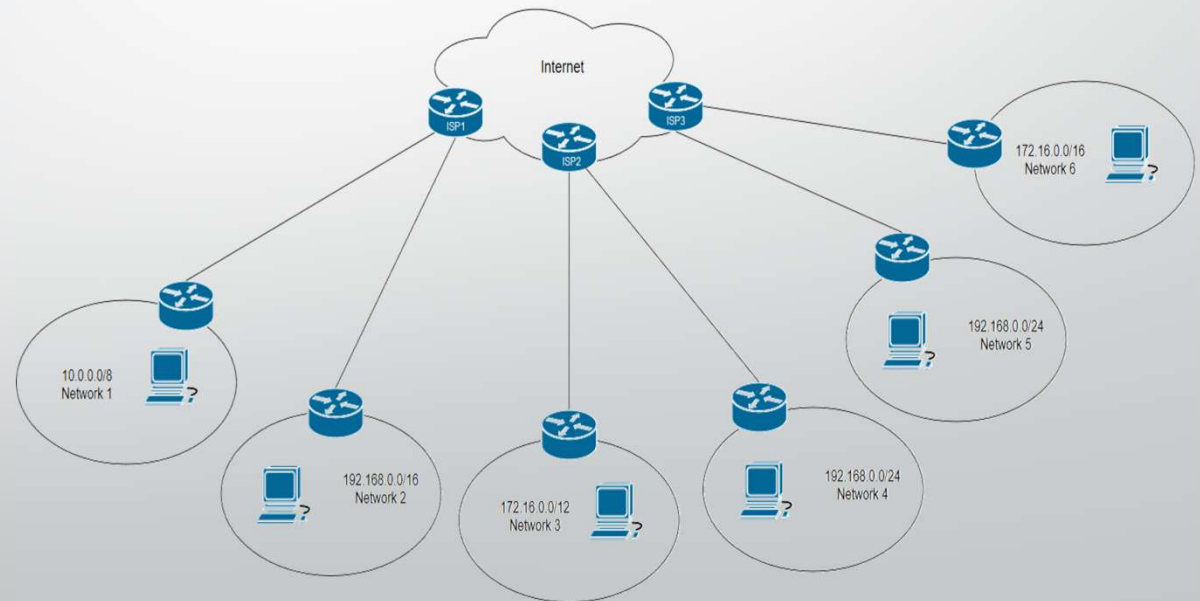 Internet
ISP1
ISP3
ISP2
172.16.0.0/16
Network 6
192.168.0.0/24
Network 5
10.0.0.0/8
Network 1
192.168.0.0/16
Network 2
172.16.0.0/12
Network 3
192.168.0.0/24
Network 4